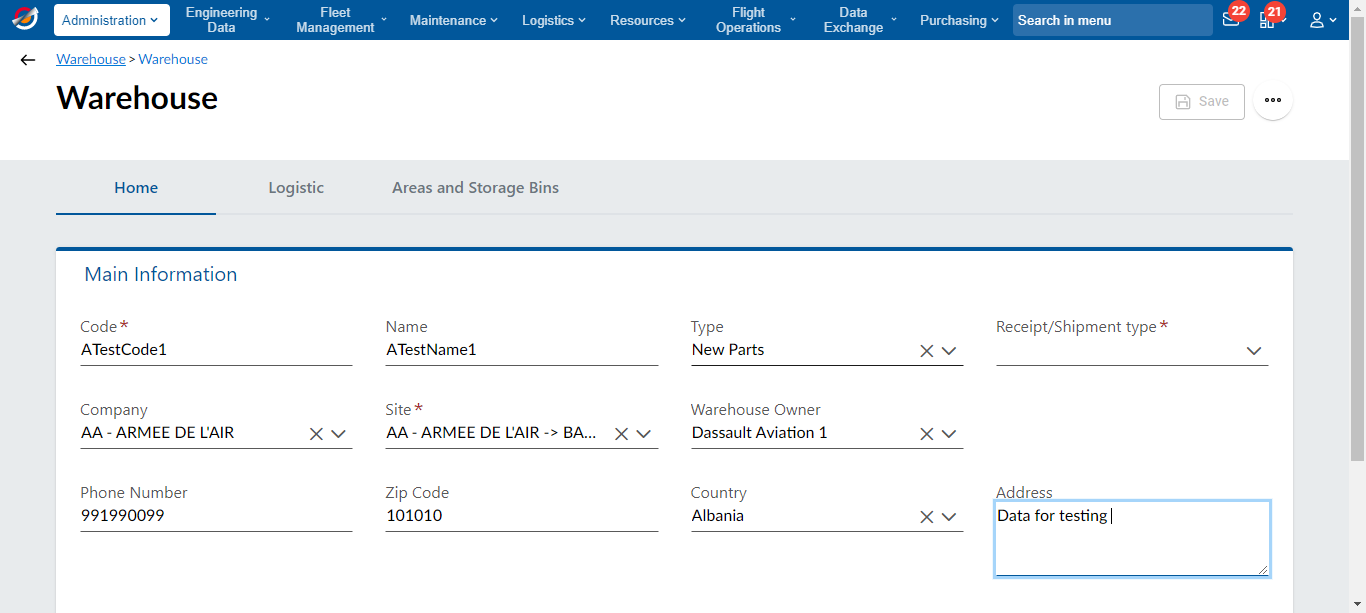 Administration
Engineering
Data
Fleet
Management
Maintenance
Logistics
Resources
Flight
Operations
Data
Exchange
Purchasing
Search in menu
22
21
Warehouse > Warehouse
Warehouse
Save
Home
Logistic
Areas and Storage Bins
Main Information
Code*
ATestCode1
Name
ATestName1
Type
New Parts
Receipt/Shipment type*
Company
AA - ARMEE DE L'AIR
Site*
AA - ARMEE DE L'AIR -> BA...
Warehouse Owner
Dassault Aviation 1
Phone Number
991990099
Zip Code
101010
Country
Albania
Address
Data for testing